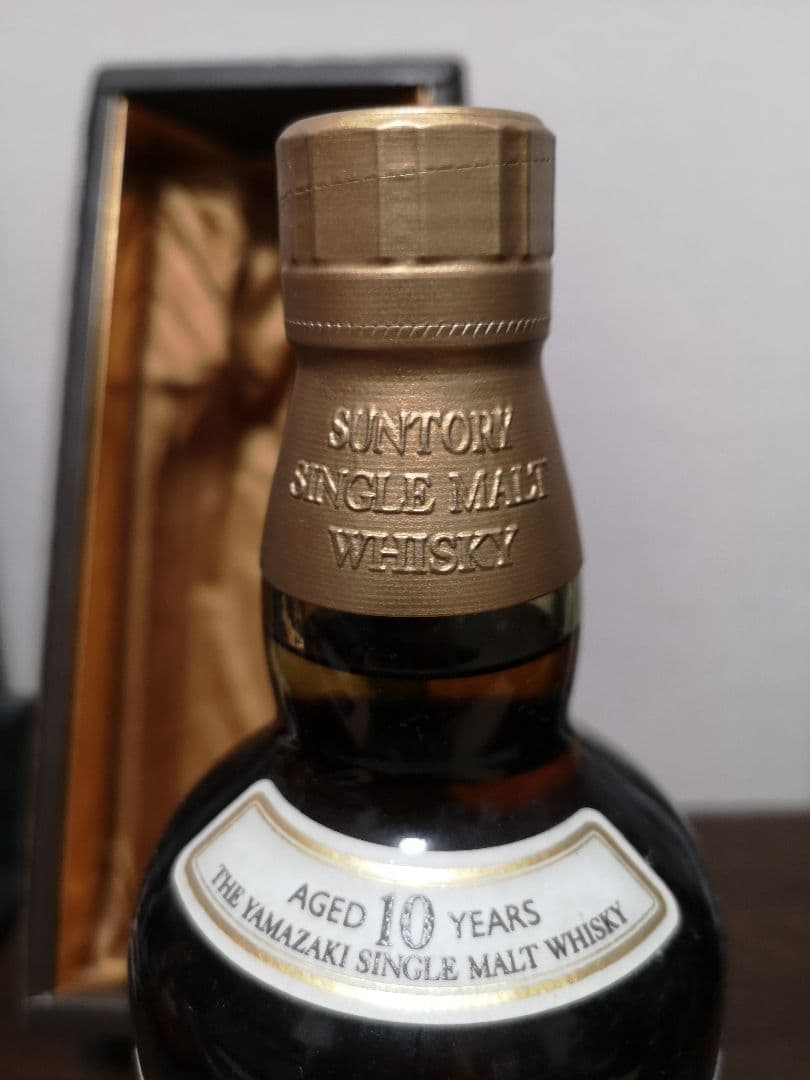 SUNTORY
SINGLE MALT
WHISKY
AGED 10 YEARS
THE YAMAZAKI SINGLE MALT WHISKY